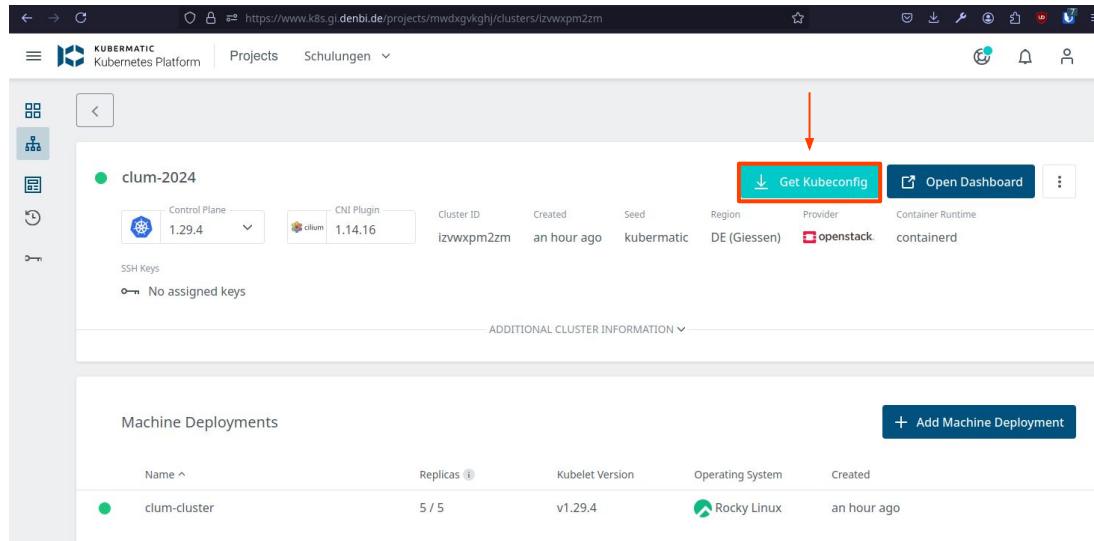 https://www.k8s.gi.denbi.de/projects/mwdxgvkghj/clusters/izvwxpm2zm
7
KUBERMATIC
Kubernetes Platform
Projects
Schulungen
clum-2024
Get Kubeconfig
Open Dashboard
Control Plane
1.29.4
cilium
CNI Plugin
1.14.16
Cluster ID
izvwxpm2zm
Created
an hour ago
Seed
kubermatic
Region
DE (Giessen)
Provider
openstack.
Container Runtime
containerd
SSH Keys
No assigned keys
ADDITIONAL CLUSTER INFORMATION
Machine Deployments
+ Add Machine Deployment
Name
Replicas
Kubelet Version
Operating System
Created
clum-cluster
5 / 5
v1.29.4
Rocky Linux
an hour ago